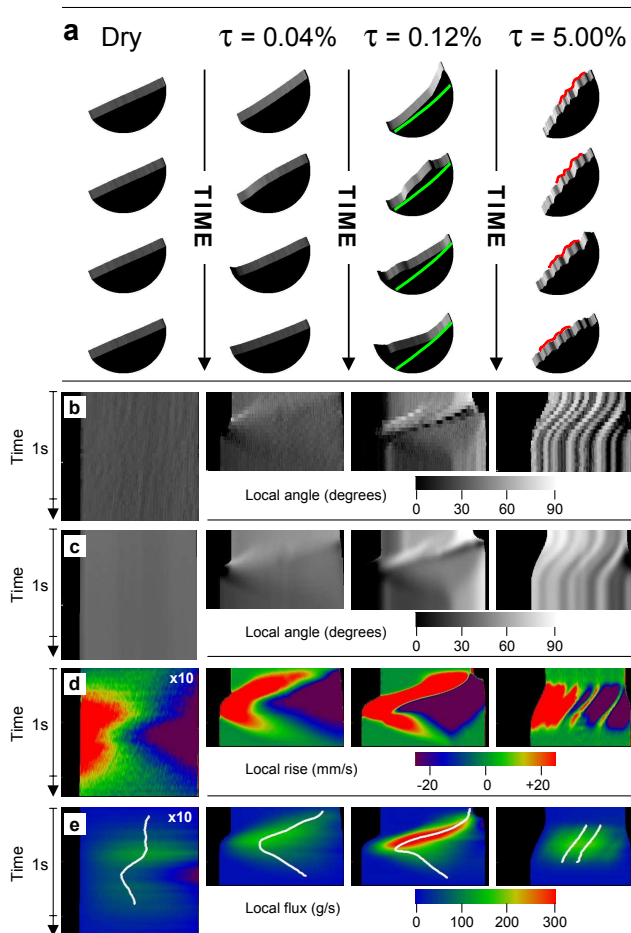 a
Dry
τ = 0.04%
τ = 0.12%
τ = 5.00%
TIME
TIME
TIME
b
Time
1s
Local angle (degrees)
0 30 60 90
c
Time
1s
Local angle (degrees)
0 30 60 90
d
x10
Time
1s
Local rise (mm/s)
-20 0 +20
e
x10
Time
1s
Local flux (g/s)
0 100 200 300